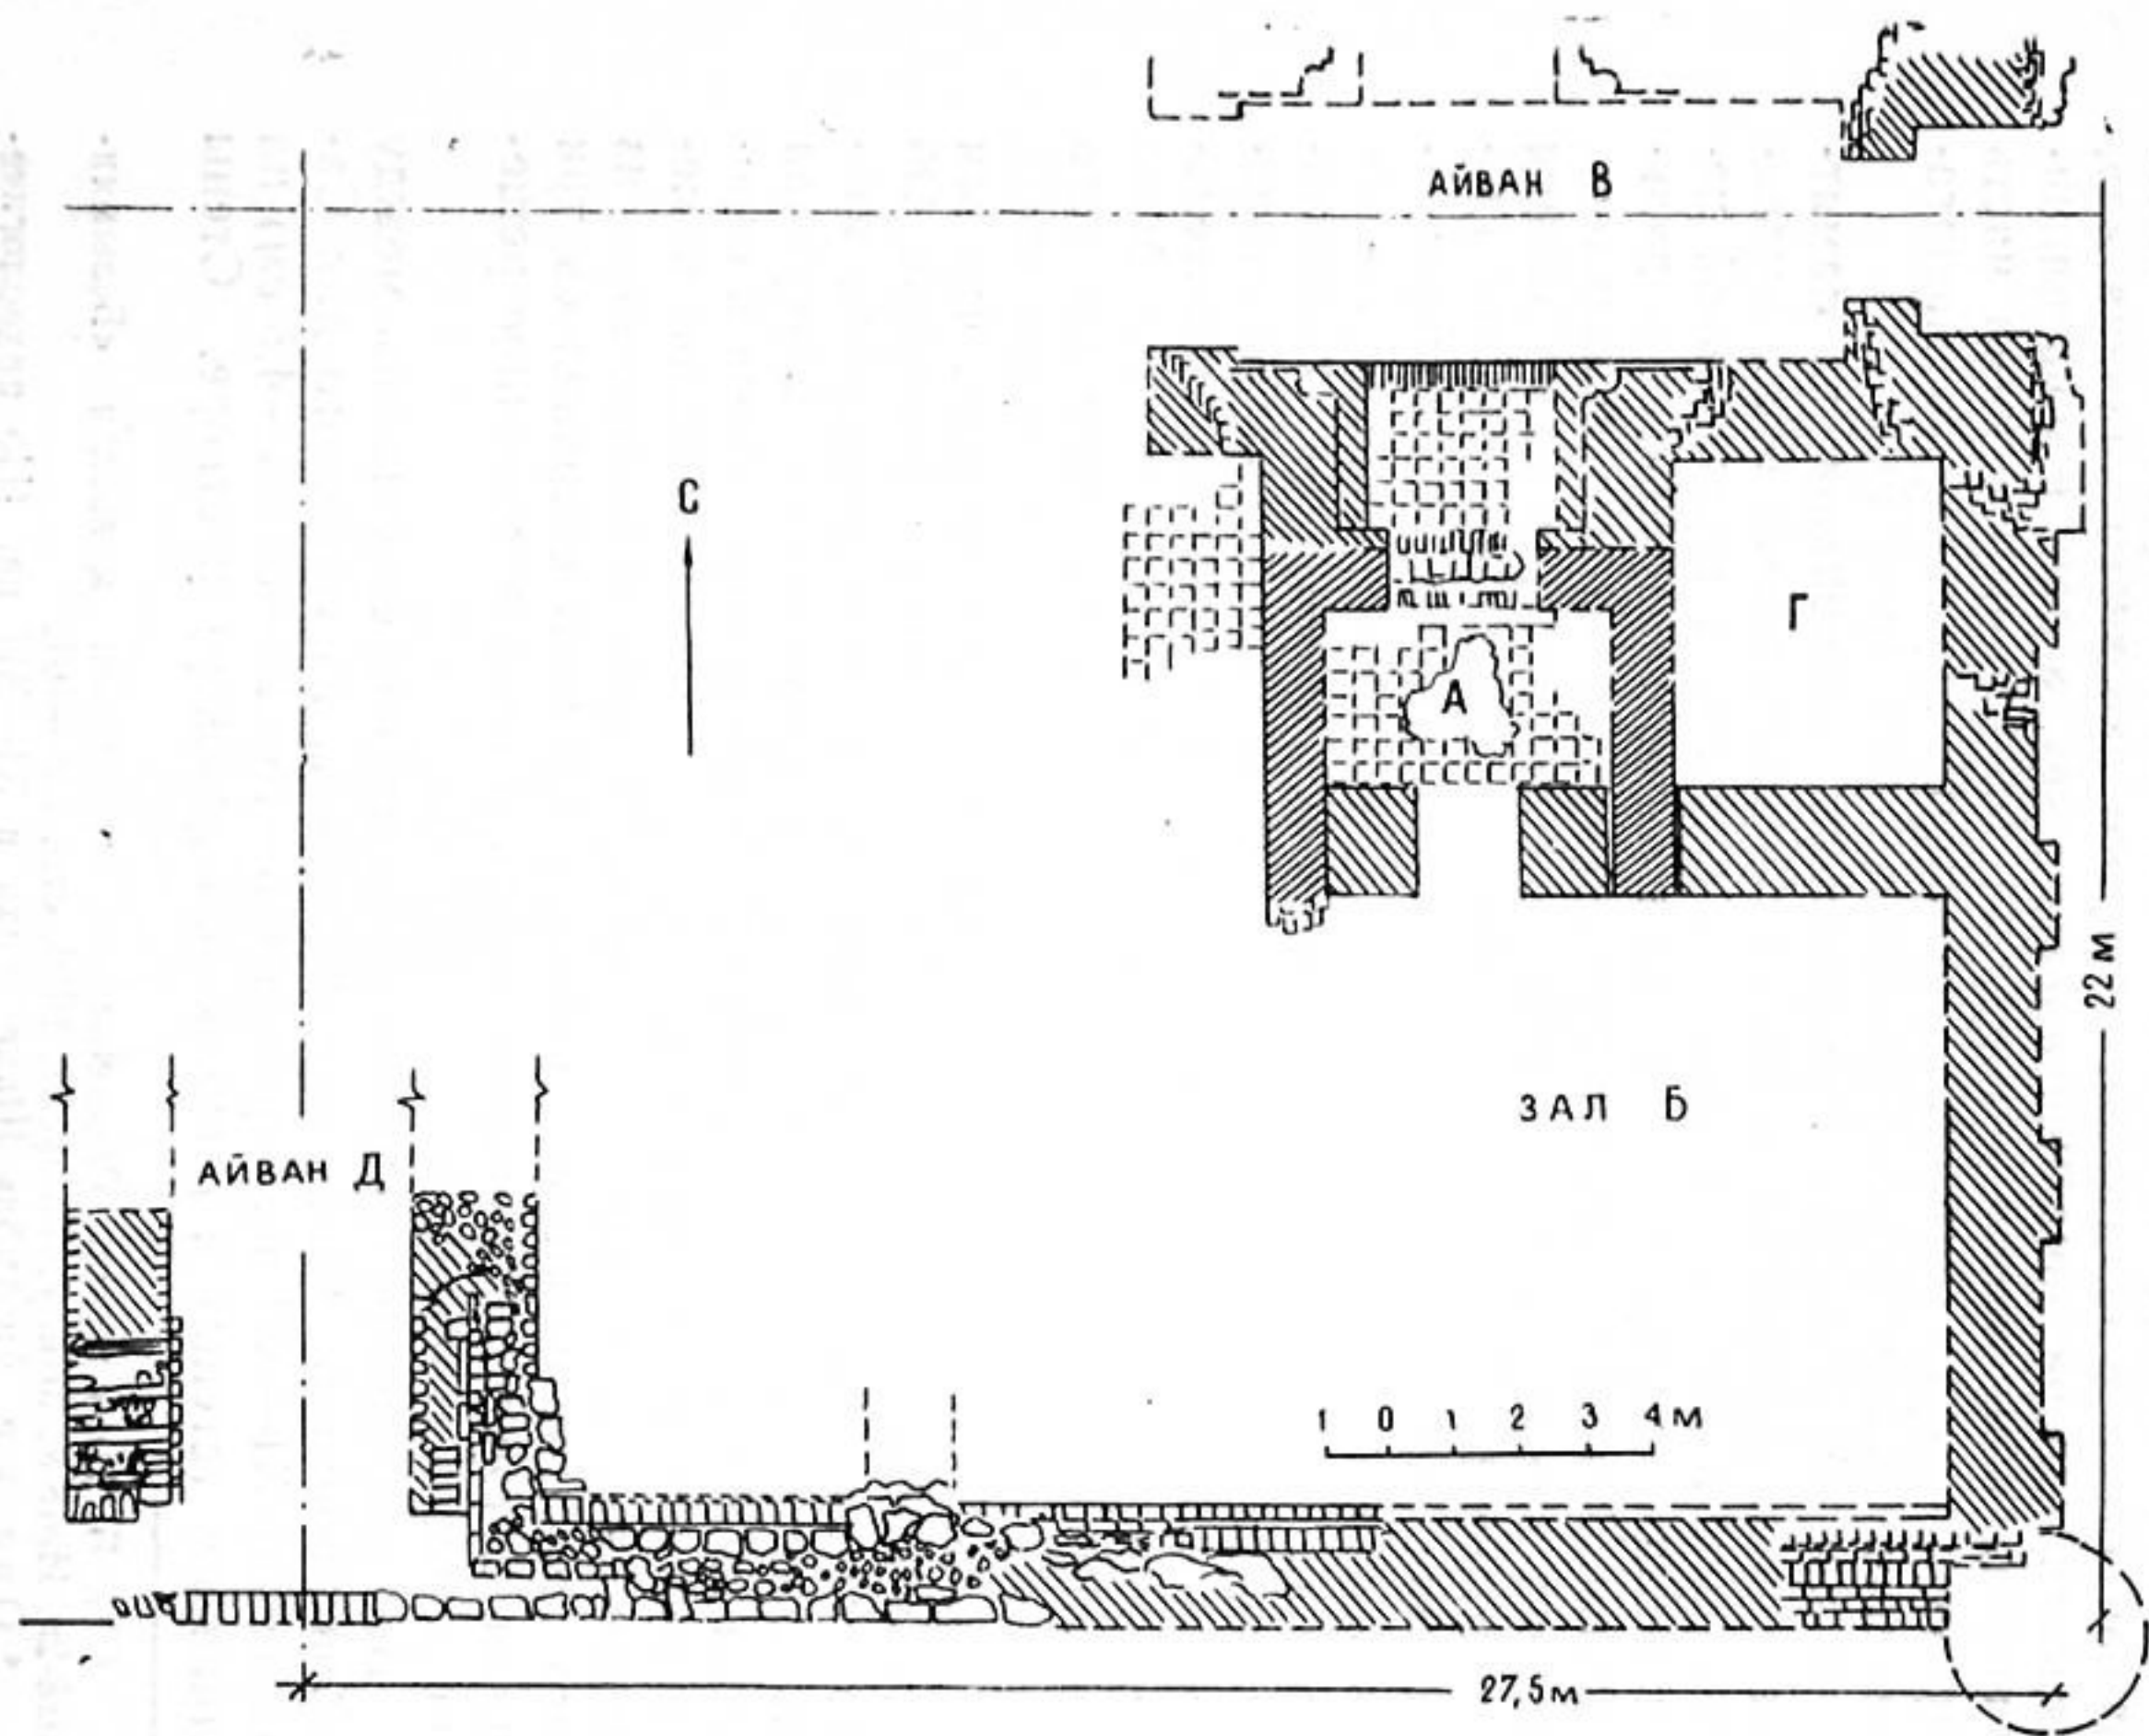 АЙВАН В
С
Г
А
22 м
ЗАЛ Б
АЙВАН Д
1 0 1 2 3 4 м
27,5 м